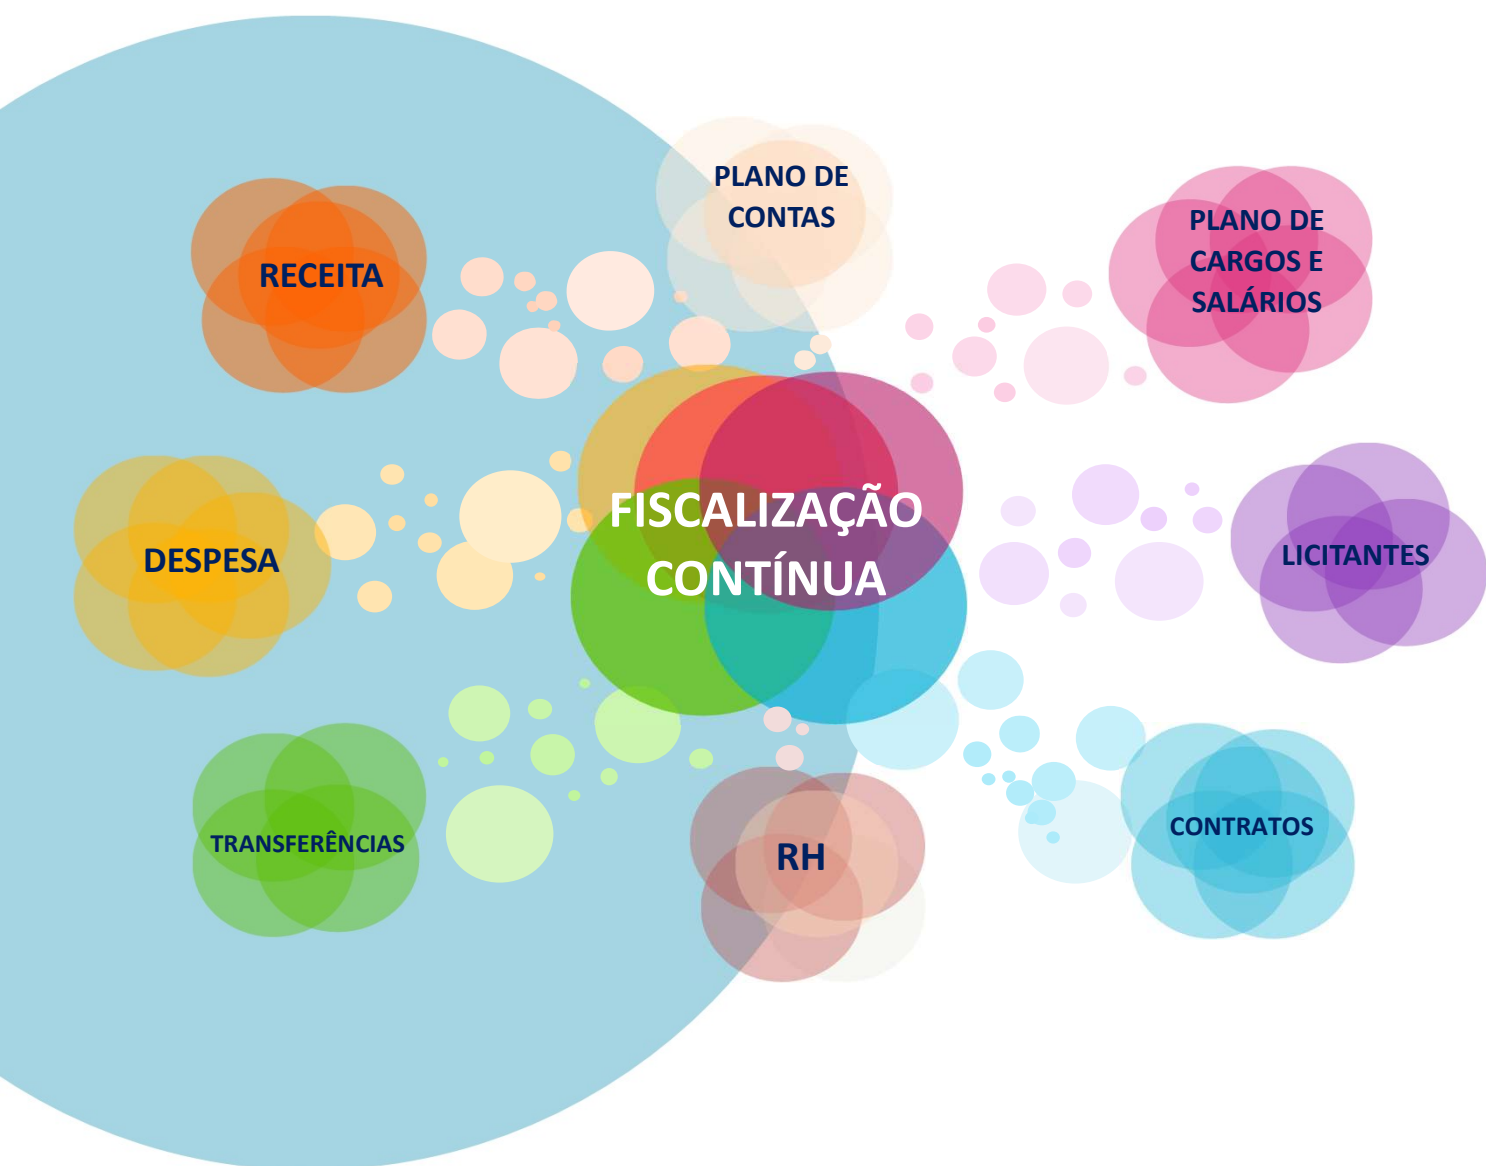 PLANO DE
CONTAS
PLANO DE
CARGOS E
SALÁRIOS
RECEITA
FISCALIZAÇÃO
CONTÍNUA
DESPESA
LICITANTES
TRANSFERÊNCIAS
RH
CONTRATOS